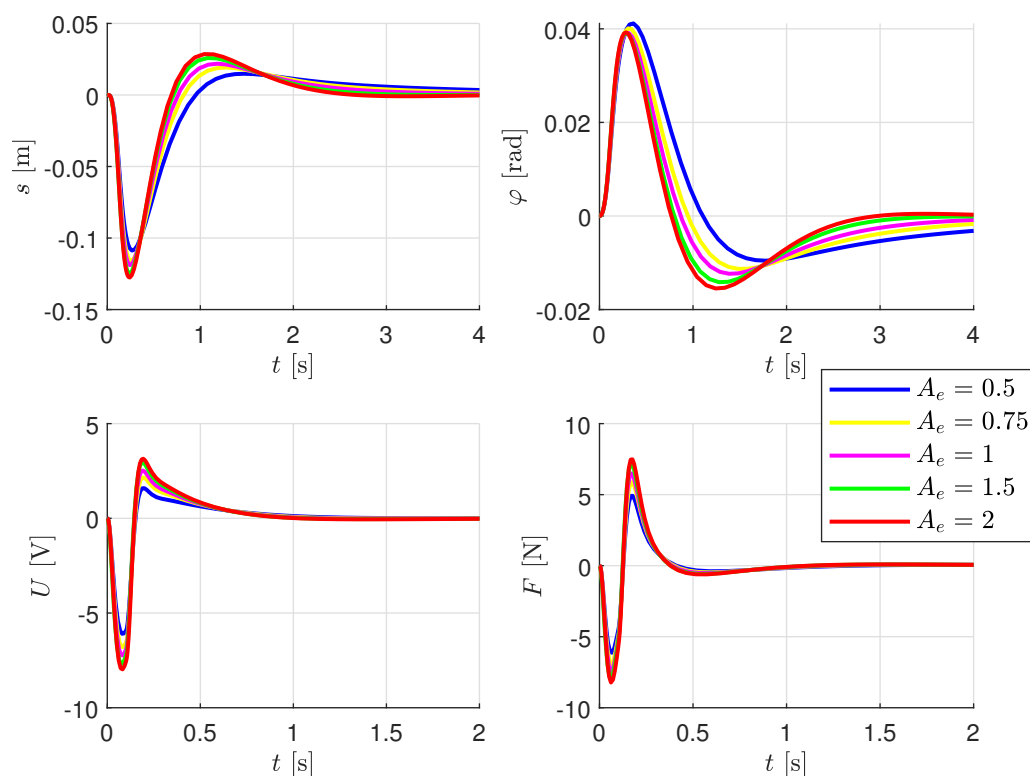 0.05
0
-0.05
-0.1
-0.15
s [m]
0 1 2 3 4
t [s]
0.04
0.02
0
-0.02
φ [rad]
0 1 2 3 4
t [s]
5
0
-5
-10
U [V]
0 0.5 1 1.5 2
t [s]
10
5
0
-5
-10
F [N]
0 0.5 1 1.5 2
t [s]
A_e = 0.5
A_e = 0.75
A_e = 1
A_e = 1.5
A_e = 2